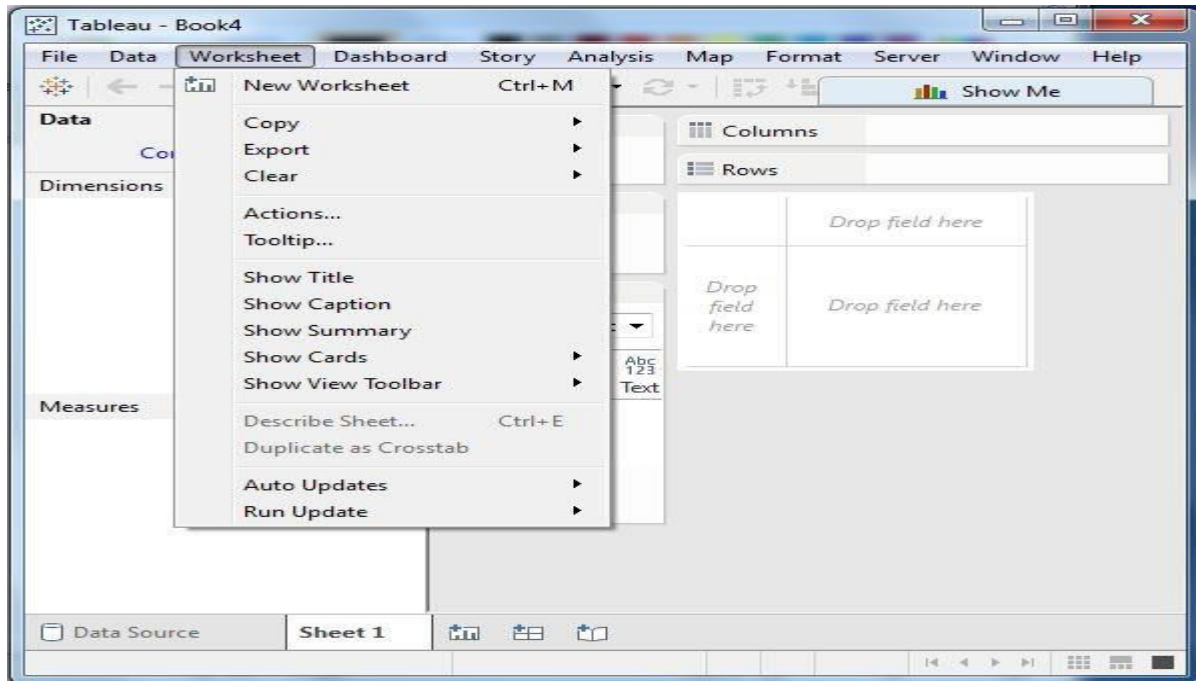 Tableau - Book4
File Data Worksheet Dashboard Story Analysis Map Format Server Window Help
New Worksheet Ctrl+M
Show Me
Data
Copy
Columns
Export
Clear
Rows
Dimensions
Actions...
Drop field here
Tooltip...
Show Title
Drop
field
here
Drop field here
Show Caption
Show Summary
Show Cards
Abc
123
Text
Show View Toolbar
Measures
Describe Sheet... Ctrl+E
Duplicate as Crosstab
Auto Updates
Run Update
Data Source Sheet 1